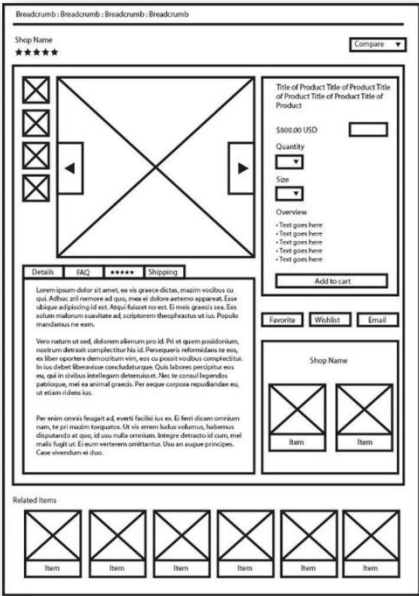 Breadcrumb : Breadcrumb : Breadcrumb : Breadcrumb
Shop Name
★★★★★
Compare ▼
Title of Product Title of Product Title
of Product Title of Product Title of
Product
$800.00 USD
Quantity
Size
Overview
• Text goes here
• Text goes here
• Text goes here
• Text goes here
• Text goes here
Add to cart
Details
FAQ
★★★★★
Shipping
Lorem ipsum dolor sit amet, ea vis graece dictas, mazim vocibus cu
qui. Adhuc zril nemore ad quo, mea ei dolore aeterno appareat. Esse
ubique adipiscing id est. Atqui fuisset no est. Ei meis graecis sea. Eos
solum malorum suavitate ad, scriptorem theophrastus ut ius. Populo
mandamus ne eam.
Vero natum ut sed, dolorem alienum pro id. Pri et quem posidonium,
nostrum detraxit complectitur his id. Persequeris reformidans te eos,
ex liber oportere democritum vim, eos cu possit vocibus complectitur.
In ius debet liberavisse concludaturque. Quis labores percipitur eos
eu, qui in civibus intellegam deterruisset. Nec te consul legendos
patrioque, mei ea animal graecis. Per aeque corpora repudiandae eu,
ut etiam ridens ius.
Per enim omnis feugait ad, everti facilisi ius ex. Ei ferri dicam omnium
nam, te pri mazim torquatos. Ut vis errem ludus volumus, habemus
disputando at quo, id usu nulla omnium. Integre detracto id cum, mel
malis fugit ut. Ei eum verterem omittantur. Usu an augue principes.
Case vivendum ei duo.
Favorite
Wishlist
Email
Shop Name
Item
Item
Related Items
Item
Item
Item
Item
Item
Item